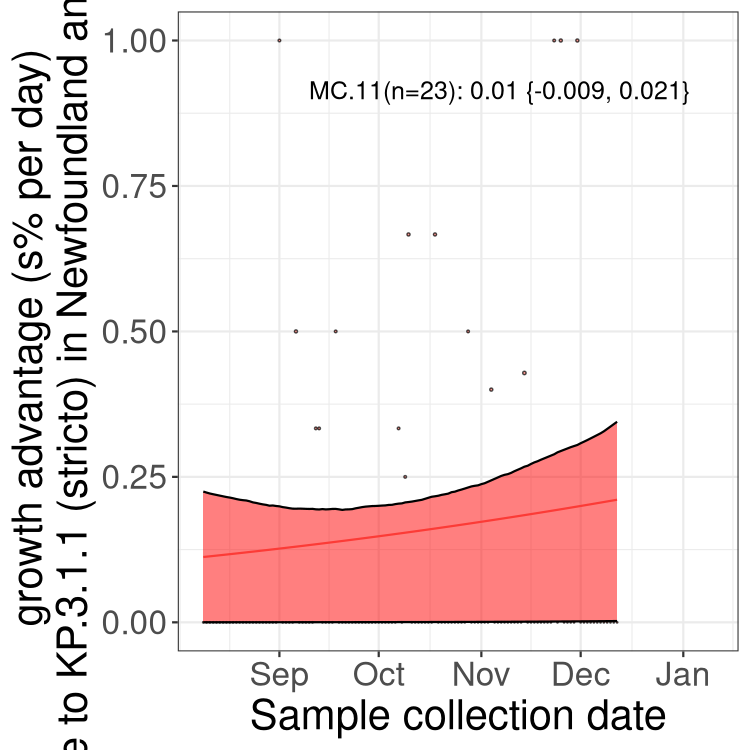 growth advantage (s% per day)
to KP.3.1.1 (stricto) in Newfoundland
1.00
0.75
0.50
0.25
0.00
MC.11(n=23): 0.01 {-0.009, 0.021}
Sep Oct Nov Dec Jan
Sample collection date